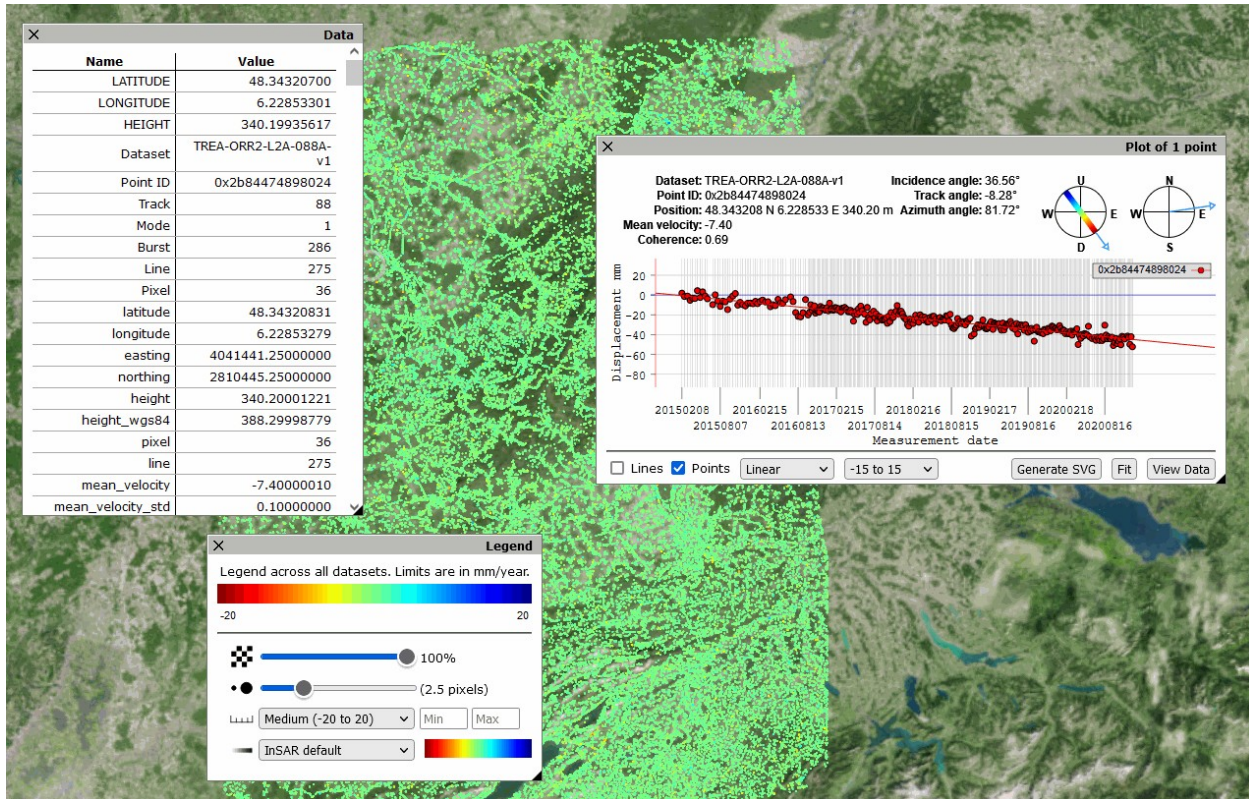 Data
Name Value
LATITUDE 48.34320700
LONGITUDE 6.22853301
HEIGHT 340.19935617
Dataset TREA-ORR2-L2A-088A-
v1
Point ID 0x2b84474898024
Track 88
Mode 1
Burst 286
Line 275
Pixel 36
latitude 48.34320831
longitude 6.22853279
easting 4041441.25000000
northing 2810445.25000000
height 340.20001221
height_wgs84 388.29998779
pixel 36
line 275
mean_velocity -7.40000010
mean_velocity_std 0.10000000
Plot of 1 point
Dataset: TREA-ORR2-L2A-088A-v1 Incidence angle: 36.56°
Point ID: 0x2b84474898024 Track angle: -8.28°
Position: 48.343208 N 6.228533 E 340.20 m Azimuth angle: 81.72°
Mean velocity: -7.40
Coherence: 0.69
U
W E
D
N
W E
S
0x2b84474898024
Displacement mm
20
0
-20
-40
-60
-80
20150208 20160215 20170215 20180216 20190217 20200218
20150807 20160813 20170814 20180815 20190816 20200816
Measurement date
Lines Points Linear -15 to 15 Generate SVG Fit View Data
Legend
Legend across all datasets. Limits are in mm/year.
-20 20
100%
(2.5 pixels)
Medium (-20 to 20) Min Max
InSAR default